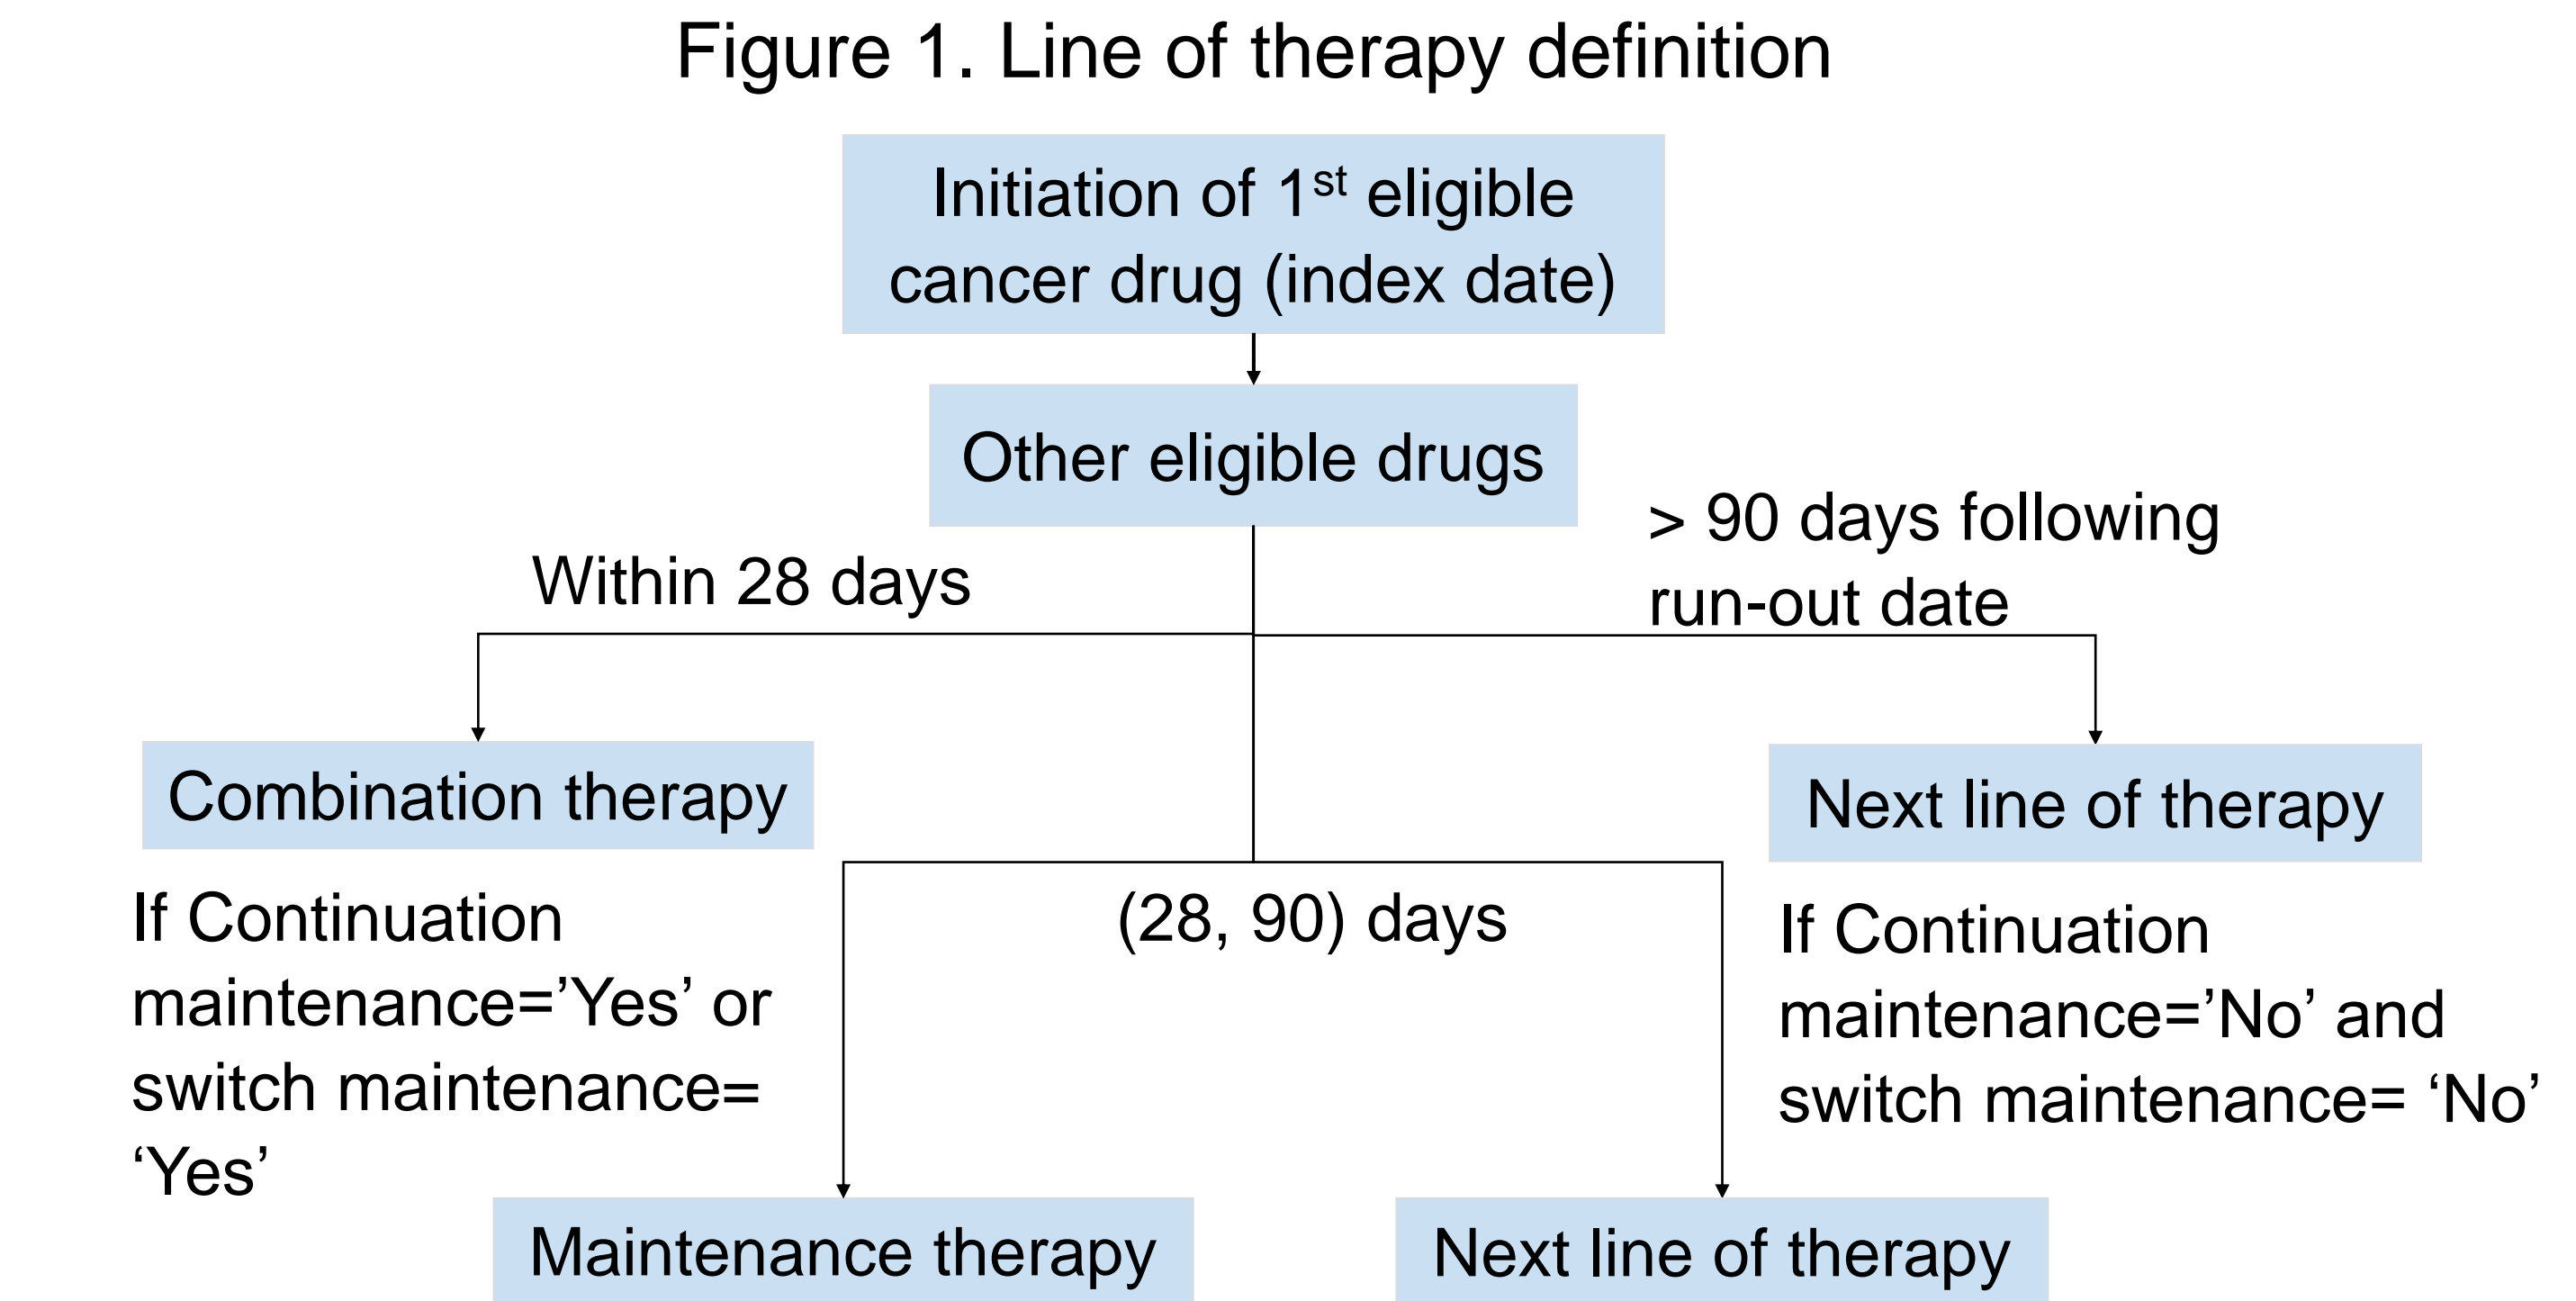 Figure 1. Line of therapy definition
Initiation of 1st eligible
cancer drug (index date)
Other eligible drugs
Within 28 days
> 90 days following
run-out date
Combination therapy
Next line of therapy
If Continuation
maintenance=’Yes’ or
switch maintenance=
‘Yes’
(28, 90) days
If Continuation
maintenance=’No’ and
switch maintenance= ‘No’
Maintenance therapy
Next line of therapy